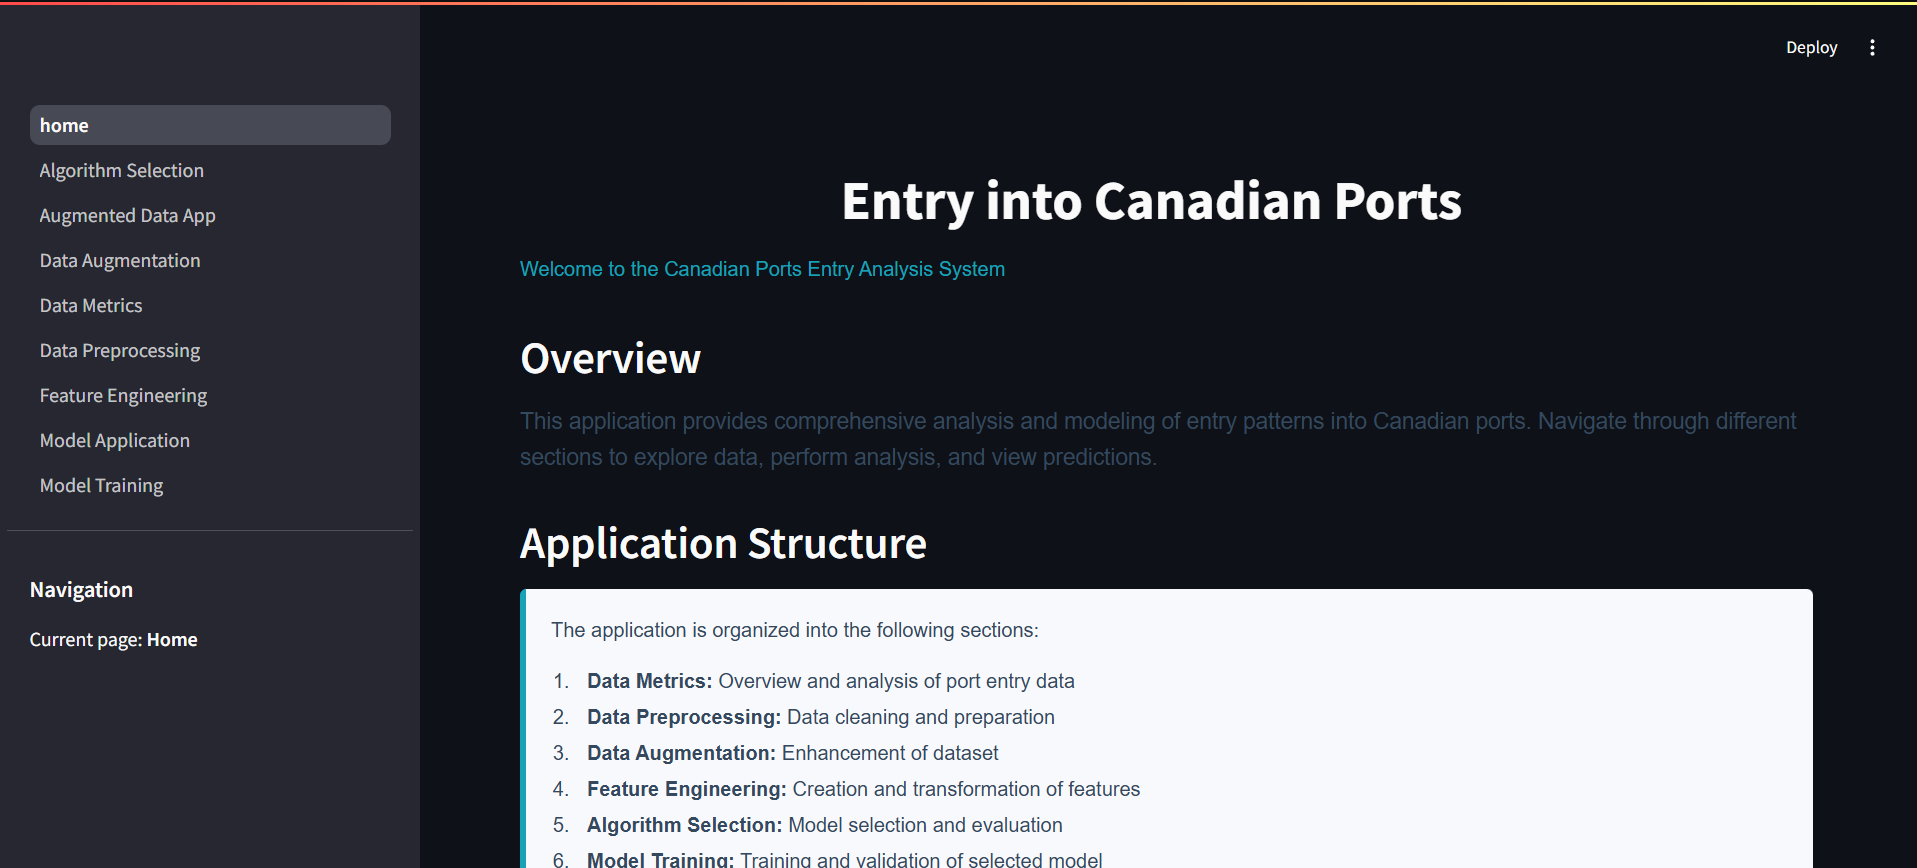 Deploy
home
Algorithm Selection
Augmented Data App
Data Augmentation
Data Metrics
Data Preprocessing
Feature Engineering
Model Application
Model Training
Navigation
Current page: Home
Entry into Canadian Ports
Welcome to the Canadian Ports Entry Analysis System
Overview
This application provides comprehensive analysis and modeling of entry patterns into Canadian ports. Navigate through different
sections to explore data, perform analysis, and view predictions.
Application Structure
The application is organized into the following sections:
1. Data Metrics: Overview and analysis of port entry data
2. Data Preprocessing: Data cleaning and preparation
3. Data Augmentation: Enhancement of dataset
4. Feature Engineering: Creation and transformation of features
5. Algorithm Selection: Model selection and evaluation
6. Model Training: Training and validation of selected model